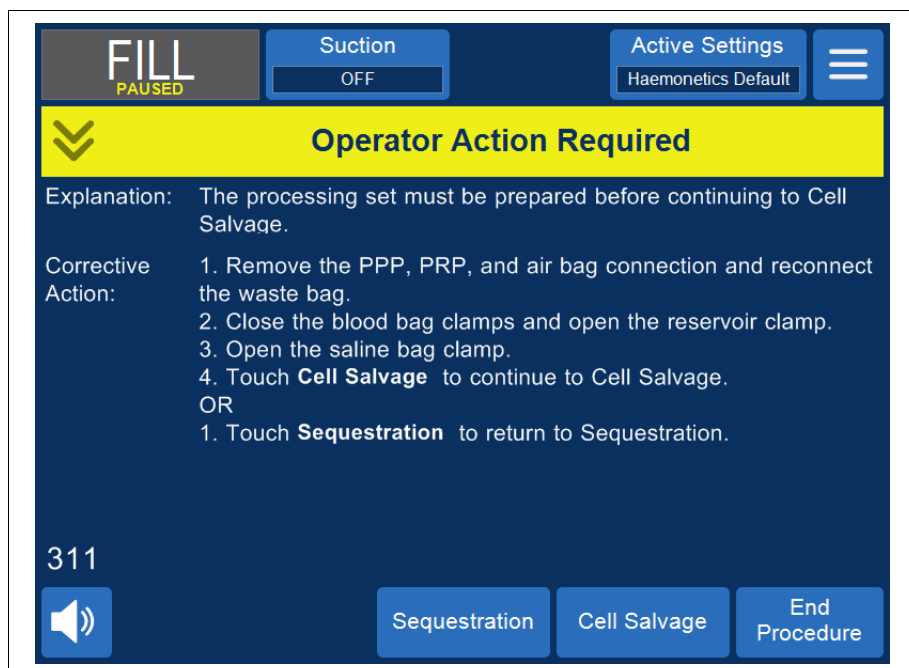 FILL
PAUSED
Suction
OFF
Active Settings
Haemonetics Default
Operator Action Required
Explanation:
The processing set must be prepared before continuing to Cell
Salvage.
Corrective
Action:
1. Remove the PPP, PRP, and air bag connection and reconnect
the waste bag.
2. Close the blood bag clamps and open the reservoir clamp.
3. Open the saline bag clamp.
4. Touch Cell Salvage to continue to Cell Salvage.
OR
1. Touch Sequestration to return to Sequestration.
311
Sequestration
Cell Salvage
End
Procedure